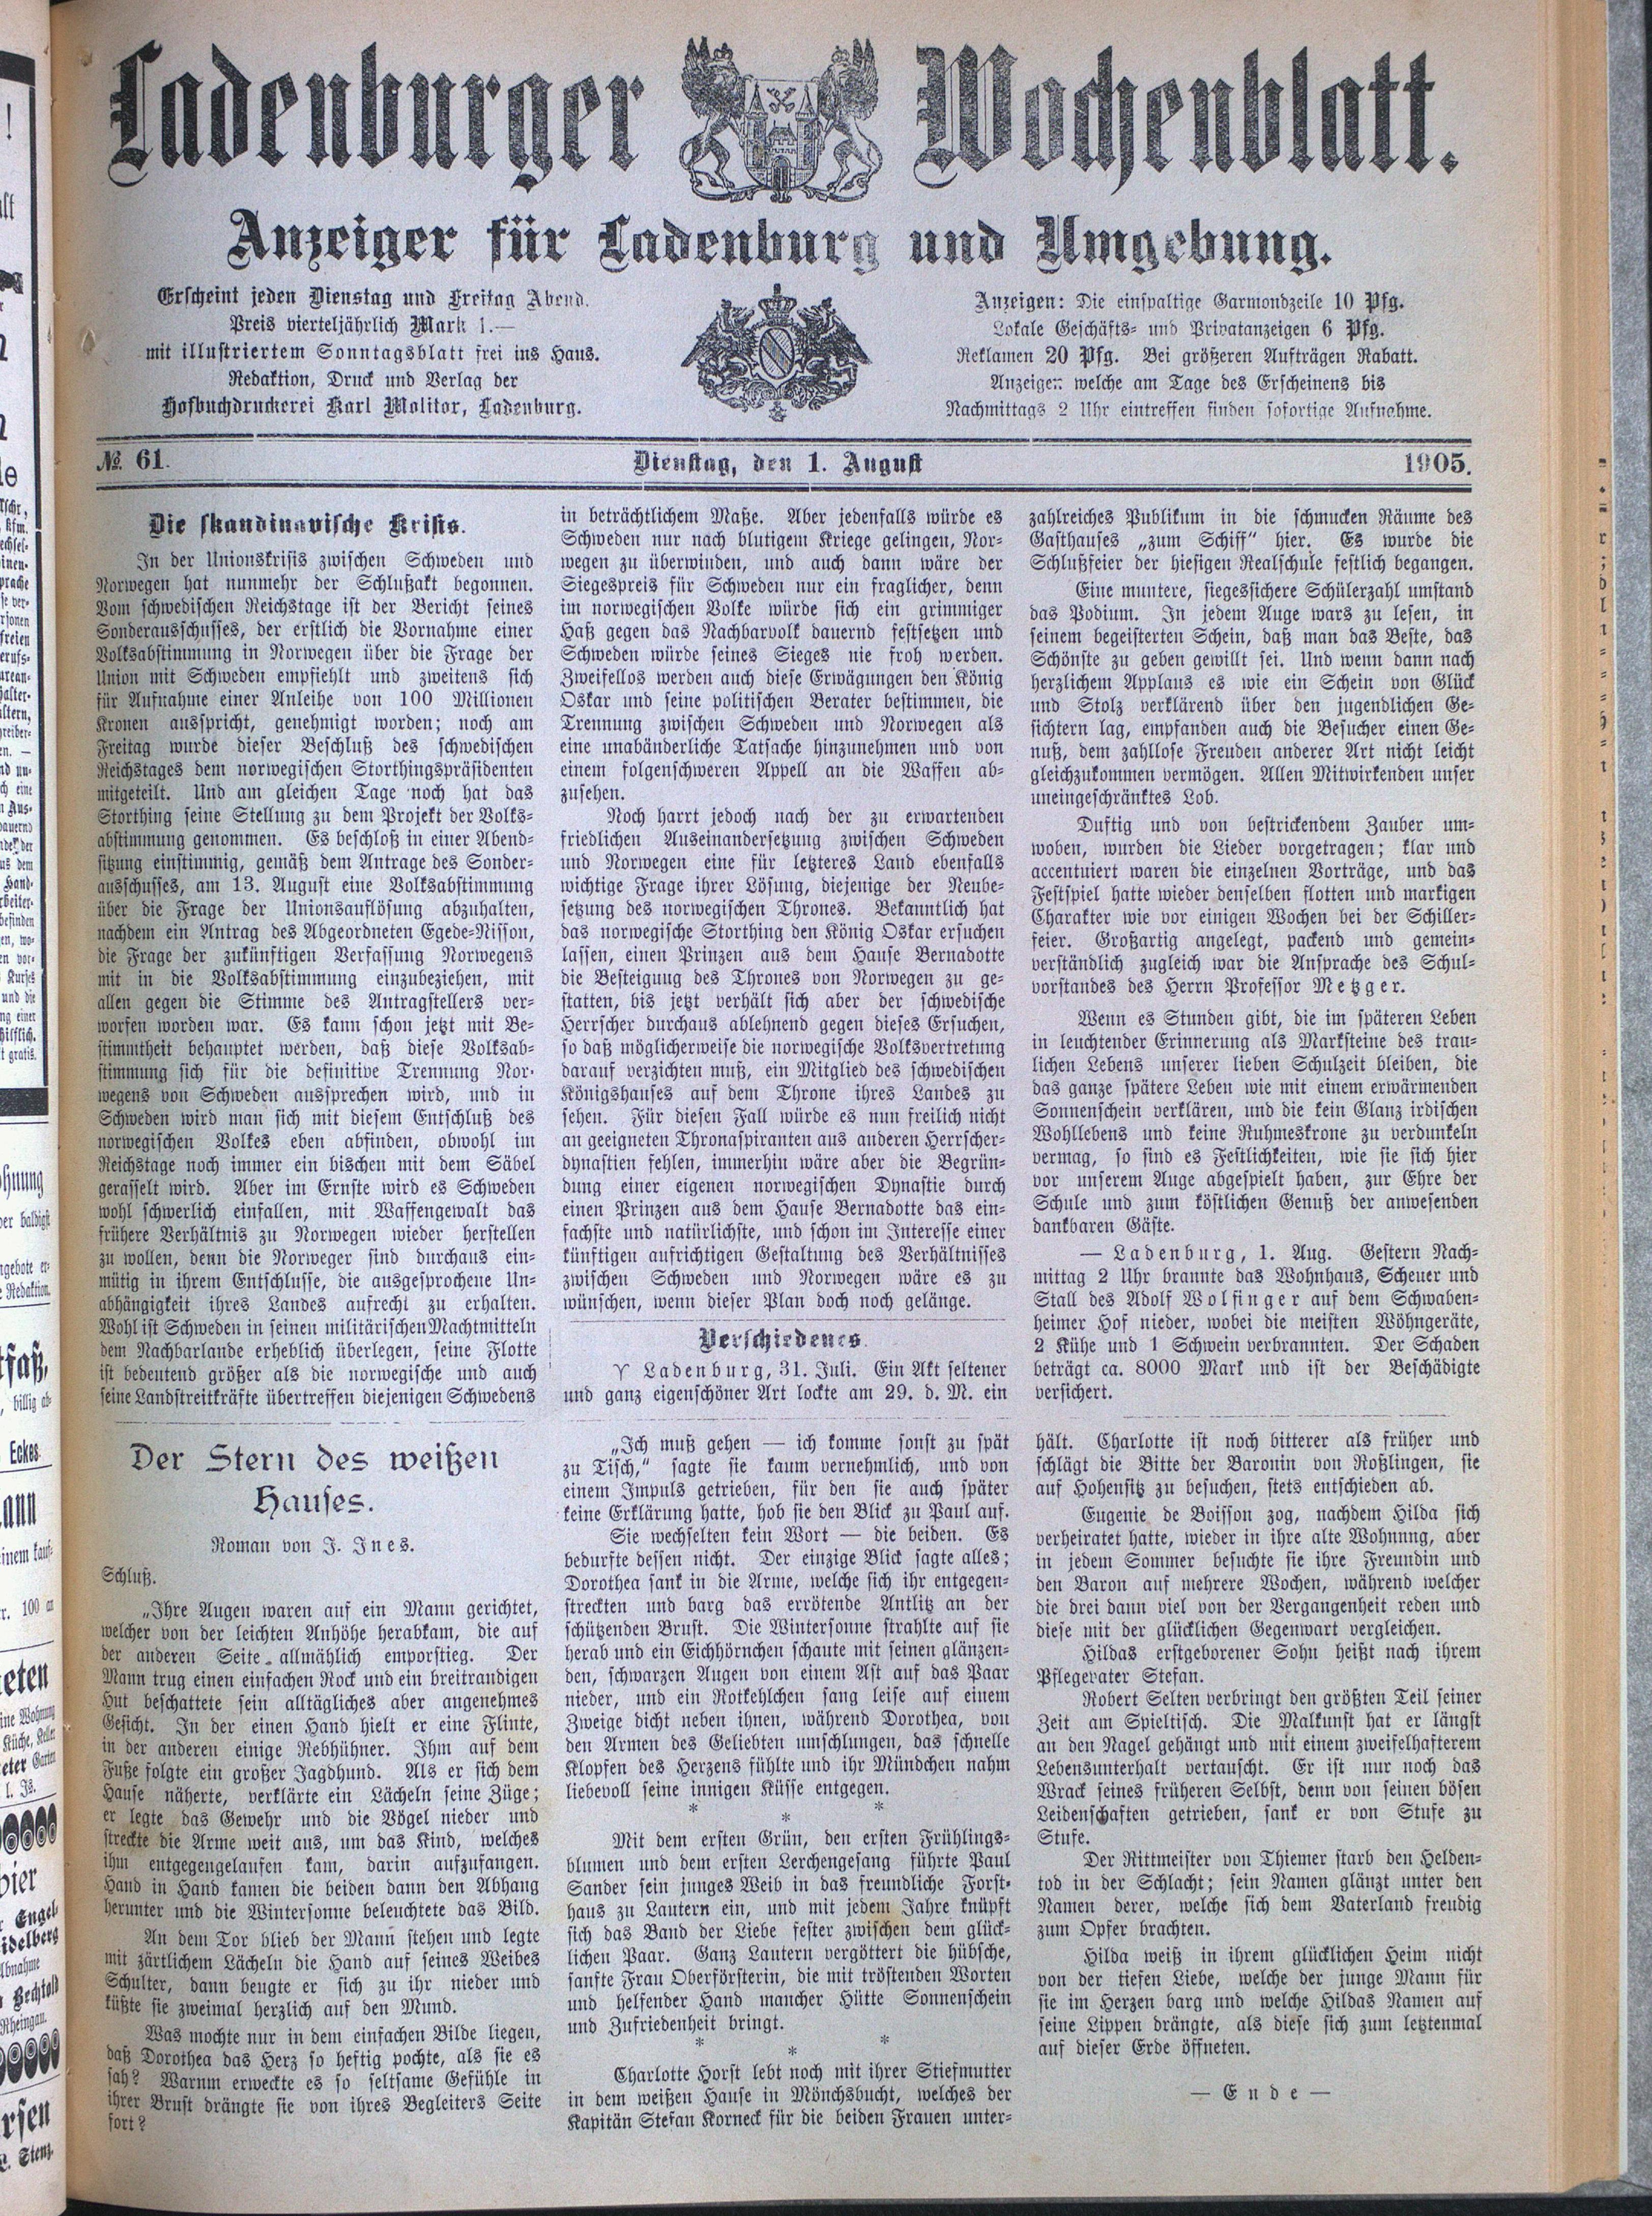 Ladenburger Wochenblatt.
Anzeiger für Ladenburg und Umgebung.
Erscheint jeden Dienstag und Freitag Abend.
Preis vierteljährlich Mark 1.—
mit illustriertem Sonntagsblatt frei ins Haus.
Redaktion, Druck und Verlag der
Hofbuchdruckerei Karl Molitor, Ladenburg.
Anzeigen: Die einspaltige Garmondzeile 10 Pfg.
Lokale Geschäfts- und Privatanzeigen 6 Pfg.
Reklamen 20 Pfg. Bei größeren Aufträgen Rabatt.
Anzeigen welche am Tage des Erscheinens bis
Nachmittags 2 Uhr eintreffen finden sofortige Aufnahme.
№ 61. Dienstag, den 1. August 1905.
Die skandinavische Krisis.
In der Unionskrisis zwischen Schweden und
Norwegen hat nunmehr der Schlußakt begonnen.
Vom schwedischen Reichstage ist der Bericht seines
Sonderausschusses, der erstlich die Vornahme einer
Volksabstimmung in Norwegen über die Frage der
Union mit Schweden empfiehlt und zweitens sich
für Aufnahme einer Anleihe von 100 Millionen
Kronen ausspricht, genehmigt worden; noch am
Freitag wurde dieser Beschluß des schwedischen
Reichstages dem norwegischen Storthingspräsidenten
mitgeteilt. Und am gleichen Tage noch hat das
Storthing seine Stellung zu dem Projekt der Volks-
abstimmung genommen. Es beschloß in einer Abend-
sitzung einstimmig, gemäß dem Antrage des Sonder-
ausschusses, am 13. August eine Volksabstimmung
über die Frage der Unionsauflösung abzuhalten,
nachdem ein Antrag des Abgeordneten Egede-Nisson,
die Frage der zukünftigen Verfassung Norwegens
mit in die Volksabstimmung einzubeziehen, mit
allen gegen die Stimme des Antragstellers ver-
worfen worden war. Es kann schon jetzt mit Be-
stimmtheit behauptet werden, daß diese Volksab-
stimmung sich für die definitive Trennung Nor-
wegens von Schweden aussprechen wird, und in
Schweden wird man sich mit diesem Entschluß des
norwegischen Volkes eben abfinden, obwohl im
Reichstage noch immer ein bischen mit dem Säbel
gerasselt wird. Aber im Ernste wird es Schweden
wohl schwerlich einfallen, mit Waffengewalt das
frühere Verhältnis zu Norwegen wieder herstellen
zu wollen, denn die Norweger sind durchaus ein-
mütig in ihrem Entschlusse, die ausgesprochene Un-
abhängigkeit ihres Landes aufrecht zu erhalten.
Wohl ist Schweden in seinen militärischen Machtmitteln
dem Nachbarlande erheblich überlegen, seine Flotte
ist bedeutend größer als die norwegische und auch
seine Landstreitkräfte übertreffen diejenigen Schwedens
in beträchtlichem Maße. Aber jedenfalls würde es
Schweden nur nach blutigem Kriege gelingen, Nor-
wegen zu überwinden, und auch dann wäre der
Siegespreis für Schweden nur ein fraglicher, denn
im norwegischen Volke würde sich ein grimmiger
Haß gegen das Nachbarvolk dauernd festsetzen und
Schweden würde seines Sieges nie froh werden.
Zweifellos werden auch diese Erwägungen den König
Oskar und seine politischen Berater bestimmen, die
Trennung zwischen Schweden und Norwegen als
eine unabänderliche Tatsache hinzunehmen und von
einem folgenschweren Appell an die Waffen ab-
zusehen.
Noch harrt jedoch nach der zu erwartenden
friedlichen Auseinandersetzung zwischen Schweden
und Norwegen eine für letzteres Land ebenfalls
wichtige Frage ihrer Lösung, diejenige der Neube-
setzung des norwegischen Thrones. Bekanntlich hat
das norwegische Storthing den König Oskar ersuchen
lassen, einen Prinzen aus dem Hause Bernadotte
die Besteigung des Thrones von Norwegen zu ge-
statten, bis jetzt verhält sich aber der schwedische
Herrscher durchaus ablehnend gegen dieses Ersuchen,
so daß möglicherweise die norwegische Volksvertretung
darauf verzichten muß, ein Mitglied des schwedischen
Königshauses auf dem Throne ihres Landes zu
sehen. Für diesen Fall würde es nun freilich nicht
an geeigneten Thronaspiranten aus anderen Herrscher-
dynastien fehlen, immerhin wäre aber die Begrün-
dung einer eigenen norwegischen Dynastie durch
einen Prinzen aus dem Hause Bernadotte das ein-
fachste und natürlichste, und schon im Interesse einer
künftigen aufrichtigen Gestaltung des Verhältnisses
zwischen Schweden und Norwegen wäre es zu
wünschen, wenn dieser Plan doch noch gelänge.
Verschiedenes.
Ladenburg, 31. Juli. Ein Akt seltener
und ganz eigenschöner Art lockte am 29. d. M. ein
zahlreiches Publikum in die schmucken Räume des
Gasthauses „zum Schiff“ hier. Es wurde die
Schlußfeier der hiesigen Realschule festlich begangen.
Eine muntere, siegessichere Schülerzahl umstand
das Podium. In jedem Auge wars zu lesen, in
seinem begeisterten Schein, daß man das Beste, das
Schönste zu geben gewillt sei. Und wenn dann nach
herzlichem Applaus es wie ein Schein von Glück
und Stolz verklärend über den jugendlichen Ge-
sichtern lag, empfanden auch die Besucher einen Ge-
nuß, dem zahllose Freuden anderer Art nicht leicht
gleichzukommen vermögen. Allen Mitwirkenden unser
uneingeschränktes Lob.
Duftig und von bestrickendem Zauber um-
woben, wurden die Lieder vorgetragen; klar und
accentuiert waren die einzelnen Vorträge, und das
Festspiel hatte wieder denselben flotten und markigen
Charakter wie vor einigen Wochen bei der Schiller-
feier. Großartig angelegt, packend und gemein-
verständlich zugleich war die Ansprache des Schul-
vorstandes des Herrn Professor Metzger.
Wenn es Stunden gibt, die im späteren Leben
in leuchtender Erinnerung als Marksteine des trau-
lichen Lebens unserer lieben Schulzeit bleiben, die
das ganze spätere Leben wie mit einem erwärmenden
Sonnenschein verklären, und die kein Glanz irdischen
Wohllebens und keine Ruhmeskrone zu verdunkeln
vermag, so sind es Festlichkeiten, wie sie sich hier
vor unserem Auge abgespielt haben, zur Ehre der
Schule und zum köstlichen Genuß der anwesenden
dankbaren Gäste.
— Ladenburg, 1. Aug. Gestern Nach-
mittag 2 Uhr brannte das Wohnhaus, Scheuer und
Stall des Adolf Wolfinger auf dem Schwaben-
heimer Hof nieder, wobei die meisten Wöhngeräte,
2 Kühe und 1 Schwein verbrannten. Der Schaden
beträgt ca. 8000 Mark und ist der Beschädigte
versichert.
Der Stern des weißen
Hauses.
Roman von J. Ines.
Schluß.
„Ihre Augen waren auf ein Mann gerichtet,
welcher von der leichten Anhöhe herabkam, die auf
der anderen Seite allmählich emporstieg. Der
Mann trug einen einfachen Rock und ein breitrandigen
Hut beschattete sein alltägliches aber angenehmes
Gesicht. In der einen Hand hielt er eine Flinte,
in der anderen einige Rebhühner. Ihm auf dem
Fuße folgte ein großer Jagdhund. Als er sich dem
Hause näherte, verklärte ein Lächeln seine Züge;
er legte das Gewehr und die Vögel nieder und
streckte die Arme weit aus, um das Kind, welches
ihm entgegengelaufen kam, darin aufzufangen.
Hand in Hand kamen die beiden dann den Abhang
herunter und die Wintersonne beleuchtete das Bild.
An dem Tor blieb der Mann stehen und legte
mit zärtlichem Lächeln die Hand auf seines Weibes
Schulter, dann beugte er sich zu ihr nieder und
küßte sie zweimal herzlich auf den Mund.
Was mochte nur in dem einfachen Bilde liegen,
daß Dorothea das Herz so heftig pochte, als sie es
sah? Warum erweckte es so seltsame Gefühle in
ihrer Brust drängte sie von ihres Begleiters Seite
fort?
„Ich muß gehen — ich komme sonst zu spät
zu Tisch,“ sagte sie kaum vernehmlich, und von
einem Impuls getrieben, für den sie auch später
keine Erklärung hatte, hob sie den Blick zu Paul auf.
Sie wechselten kein Wort — die beiden. Es
bedurfte dessen nicht. Der einzige Blick sagte alles;
Dorothea sank in die Arme, welche sich ihr entgegen-
streckten und barg das errötende Antlitz an der
schützenden Brust. Die Wintersonne strahlte auf sie
herab und ein Eichhörnchen schaute mit seinen glänzen-
den, schwarzen Augen von einem Ast auf das Paar
nieder, und ein Rotkehlchen sang leise auf einem
Zweige dicht neben ihnen, während Dorothea, von
den Armen des Geliebten umschlungen, das schnelle
Klopfen des Herzens fühlte und ihr Mündchen nahm
liebevoll seine innigen Küsse entgegen.
* * *
Mit dem ersten Grün, den ersten Frühlings-
blumen und dem ersten Lerchengesang führte Paul
Sander sein junges Weib in das freundliche Forst-
haus zu Lautern ein, und mit jedem Jahre knüpft
sich das Band der Liebe fester zwischen dem glück-
lichen Paar. Ganz Lautern vergöttert die hübsche,
sanfte Frau Oberförsterin, die mit tröstenden Worten
und helfender Hand mancher Hütte Sonnenschein
und Zufriedenheit bringt.
* * *
Charlotte Horst lebt noch mit ihrer Stiefmutter
in dem weißen Hause in Mönchsbucht, welches der
Kapitän Stefan Korneck für die beiden Frauen unter-
hält. Charlotte ist noch bitterer als früher und
schlägt die Bitte der Baronin von Roßlingen, sie
auf Hohensitz zu besuchen, stets entschieden ab.
Eugenie de Boisson zog, nachdem Hilda sich
verheiratet hatte, wieder in ihre alte Wohnung, aber
in jedem Sommer besuchte sie ihre Freundin und
den Baron auf mehrere Wochen, während welcher
die drei dann viel von der Vergangenheit reden und
diese mit der glücklichen Gegenwart vergleichen.
Hildas erstgeborener Sohn heißt nach ihrem
Pflegevater Stefan.
Robert Selten verbringt den größten Teil seiner
Zeit am Spieltisch. Die Malkunst hat er längst
an den Nagel gehängt und mit einem zweifelhafterem
Lebensunterhalt vertauscht. Er ist nur noch das
Wrack seines früheren Selbst, denn von seinen bösen
Leidenschaften getrieben, sank er von Stufe zu
Stufe.
Der Rittmeister von Thiemer starb den Helden-
tod in der Schlacht; sein Namen glänzt unter den
Namen derer, welche sich dem Vaterland freudig
zum Opfer brachten.
Hilda weiß in ihrem glücklichen Heim nicht
von der tiefen Liebe, welche der junge Mann für
sie im Herzen barg und welche Hildas Namen auf
seine Lippen drängte, als diese sich zum letztenmal
auf dieser Erde öffneten.
— Ende —